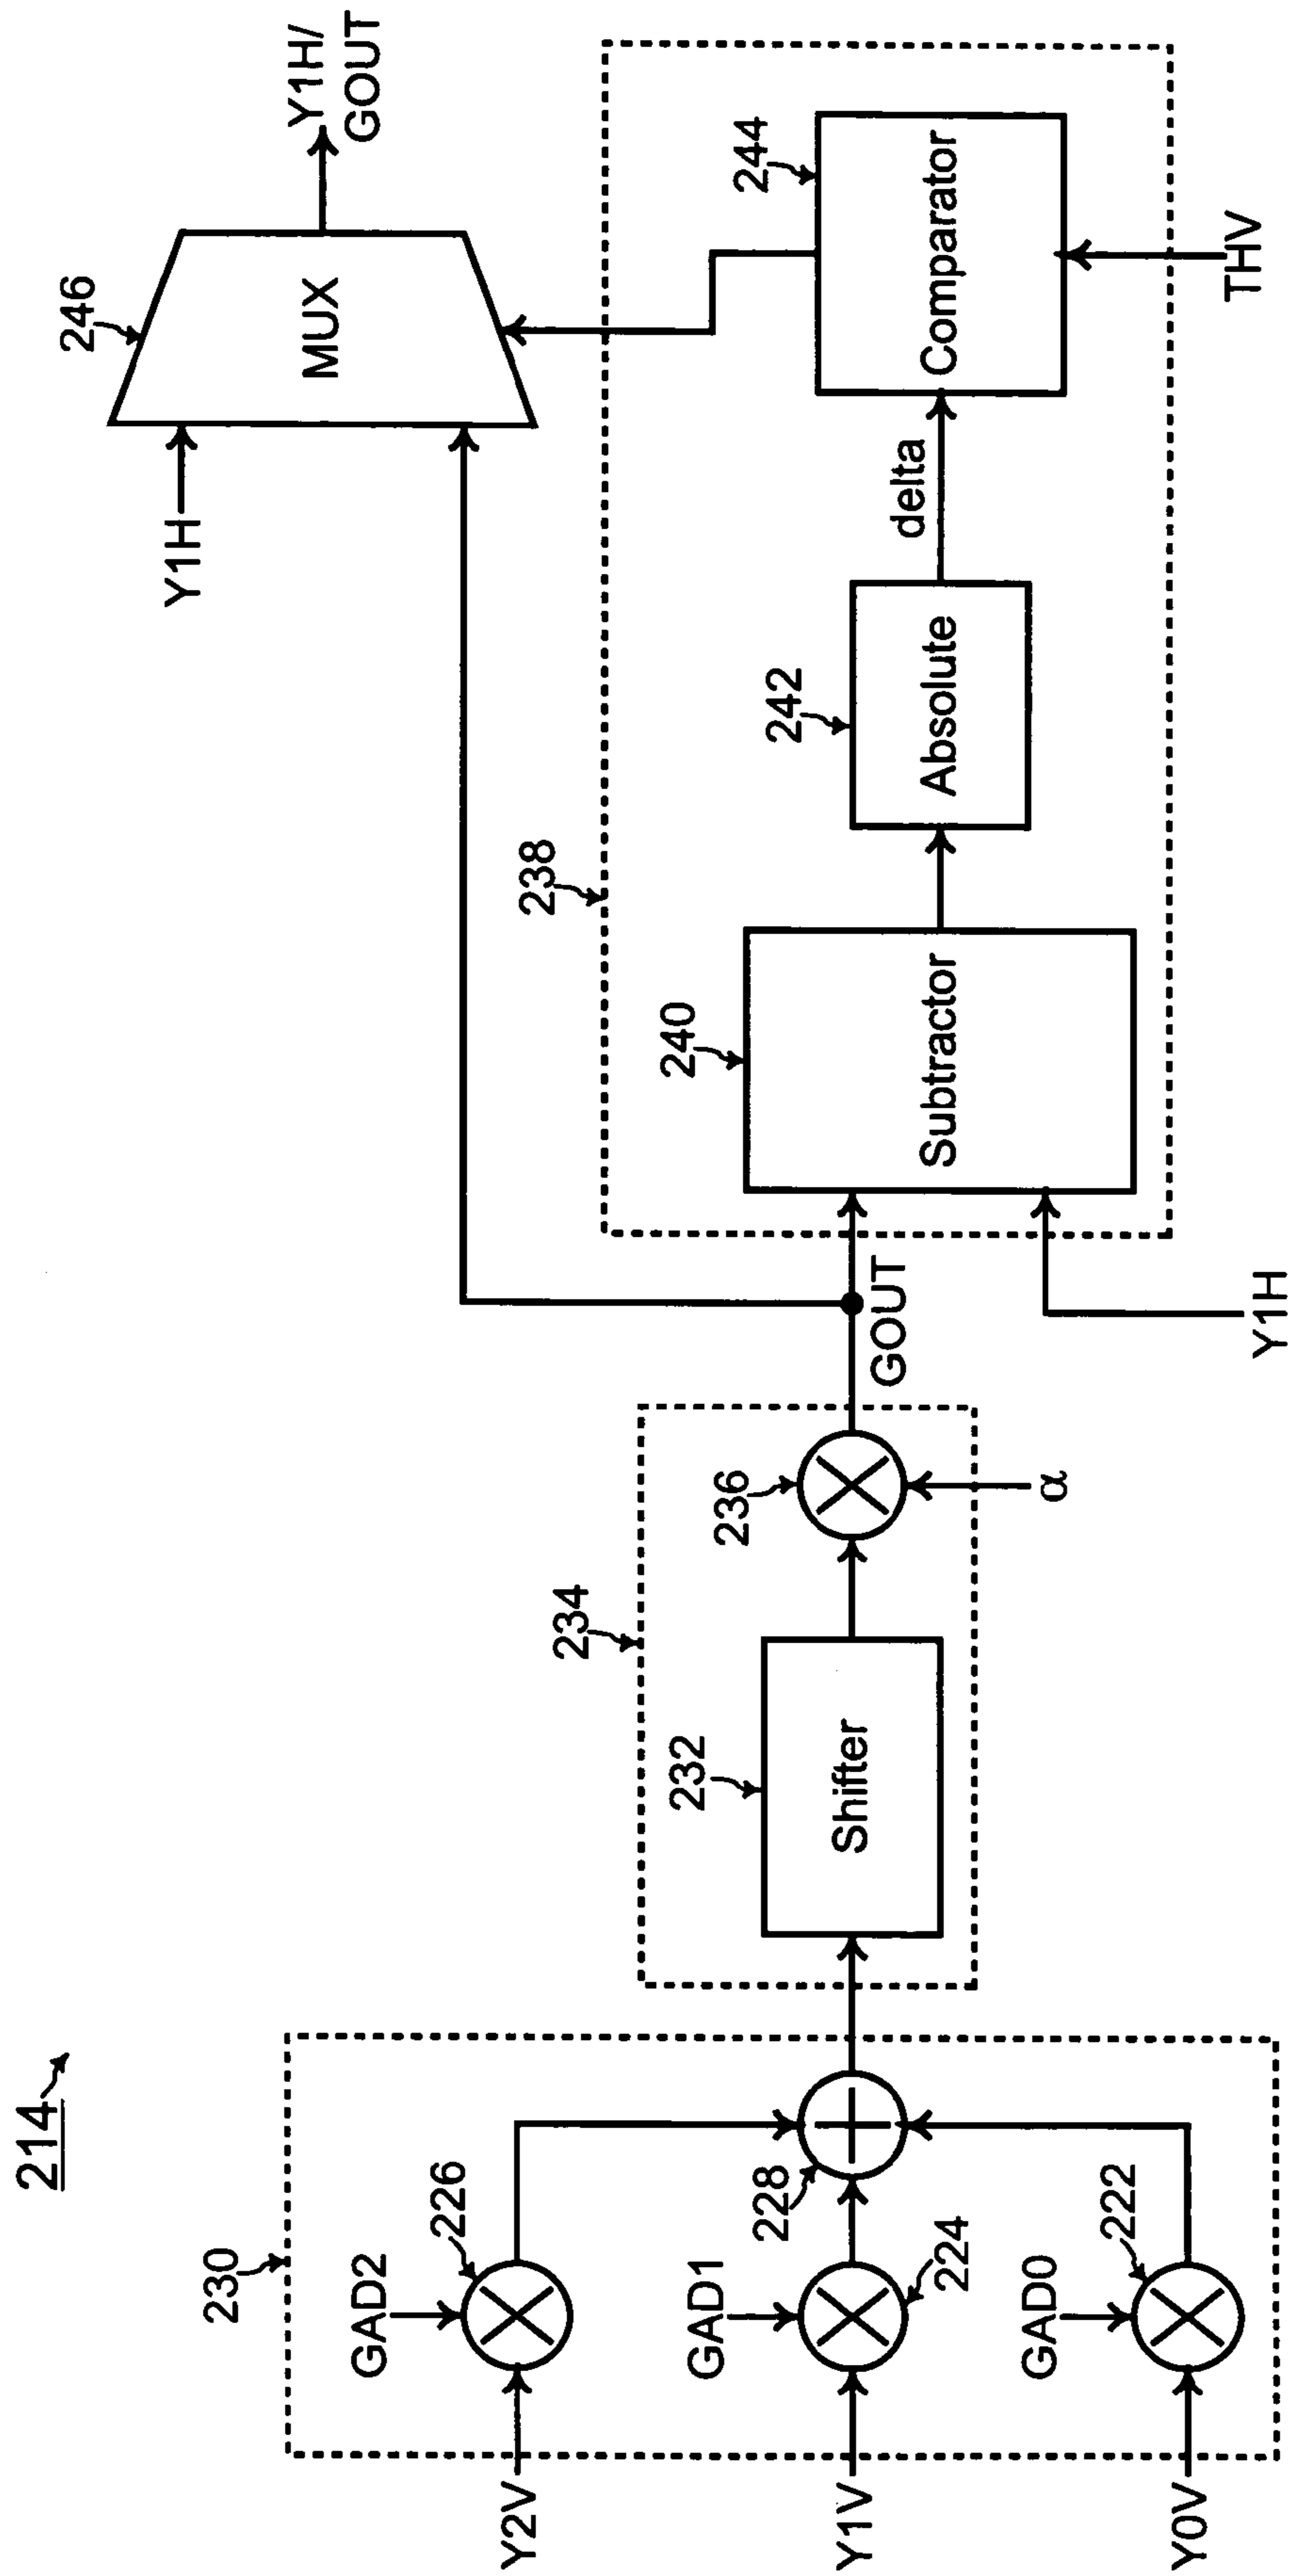 214
230
Y2V
GAD2
226
Y1V
GAD1
224
228
Y0V
GAD0
222
234
232
Shifter
236
α
GOUT
Y1H
238
240
Subtractor
242
Absolute
delta
244
Comparator
THV
Y1H
246
MUX
Y1H/
GOUT